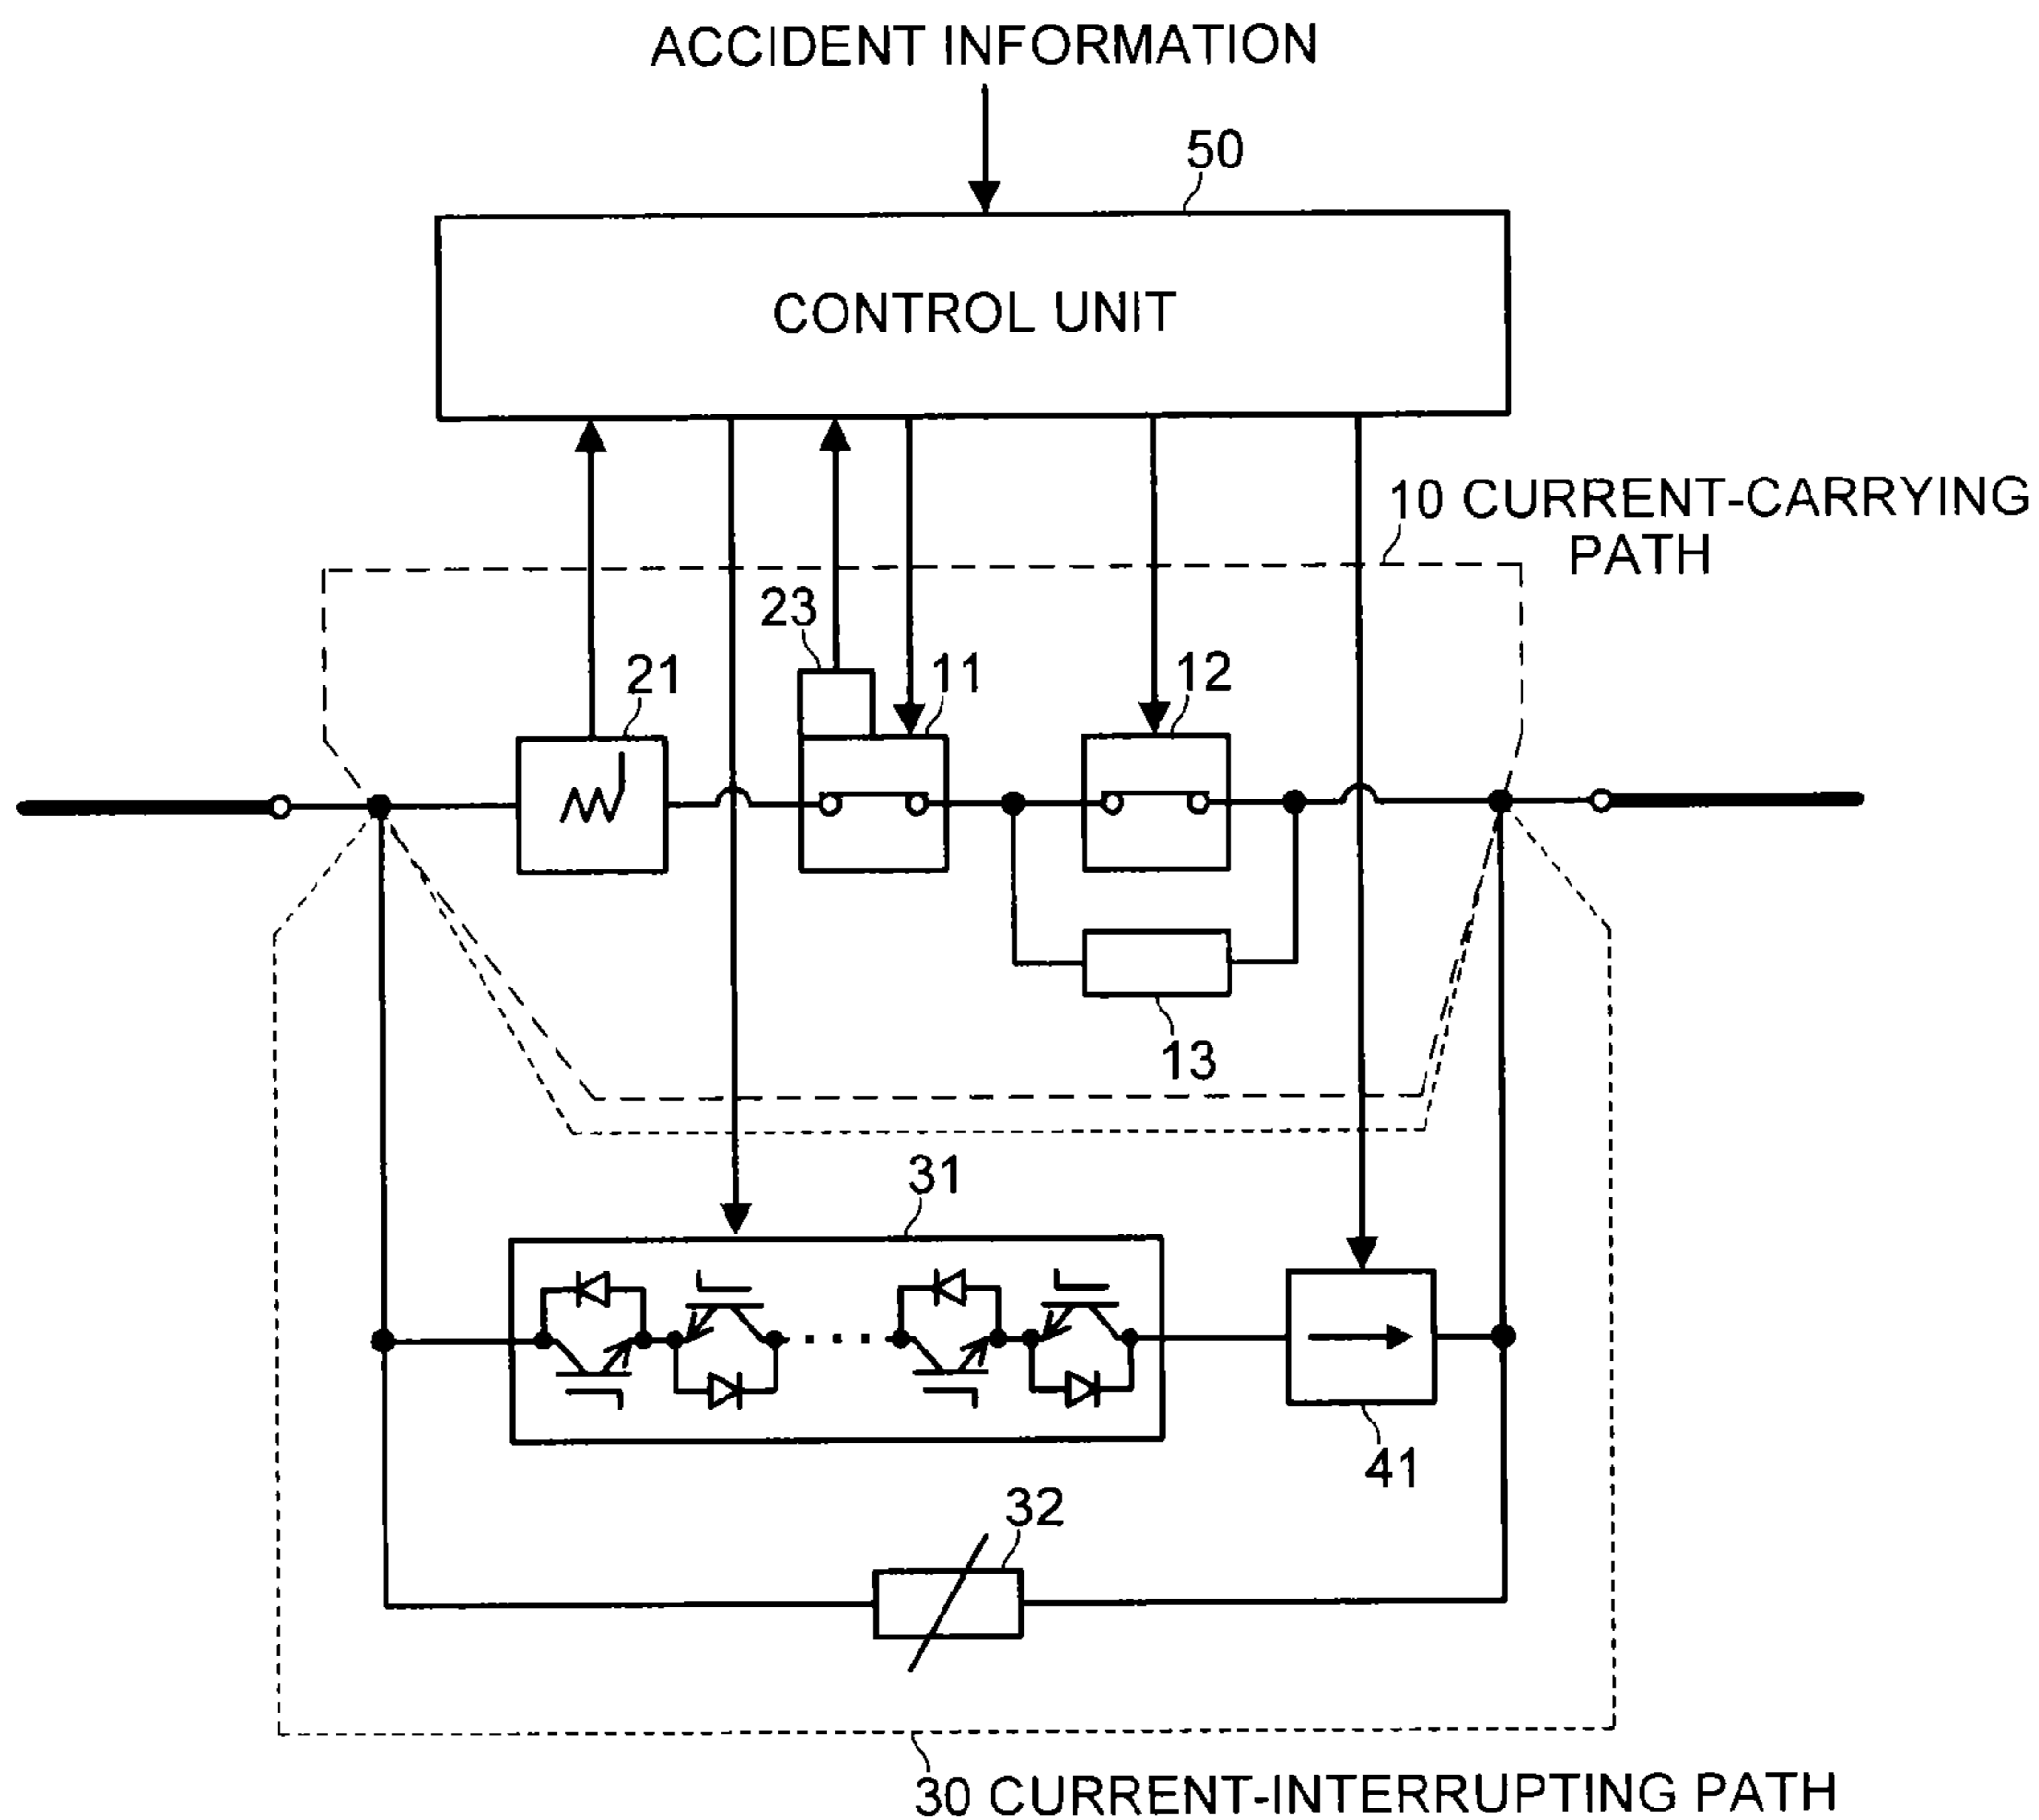 ACCIDENT INFORMATION
50
CONTROL UNIT
10 CURRENT-CARRYING
PATH
23
21
11
12
13
31
41
32
30 CURRENT-INTERRUPTING PATH